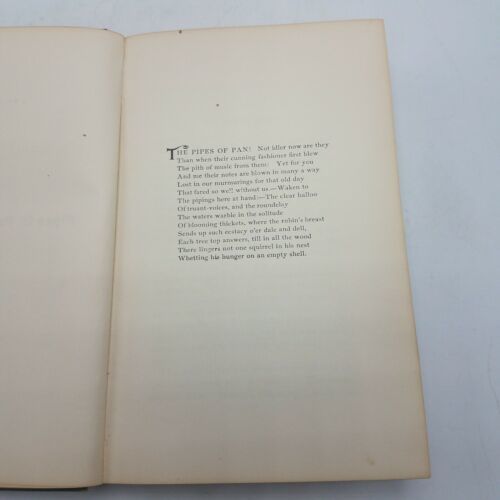 THE PIPES OF PAN! Not idler now are they
Than when their cunning fashioner first blew
The pith of music from them: Yet for you
And me their notes are blown in many a way
Lost in our murmurings for that old day
That fared so well without us.—Waken to
The pipings here at hand:—The clear halloo
Of truant-voices, and the roundelay
The waters warble in the solitude
Of blooming thickets, where the robin's breast
Sends up such ecstacy o'er dale and dell,
Each tree top answers, till in all the wood
There lingers not one squirrel in his nest
Whetting his hunger on an empty shell.